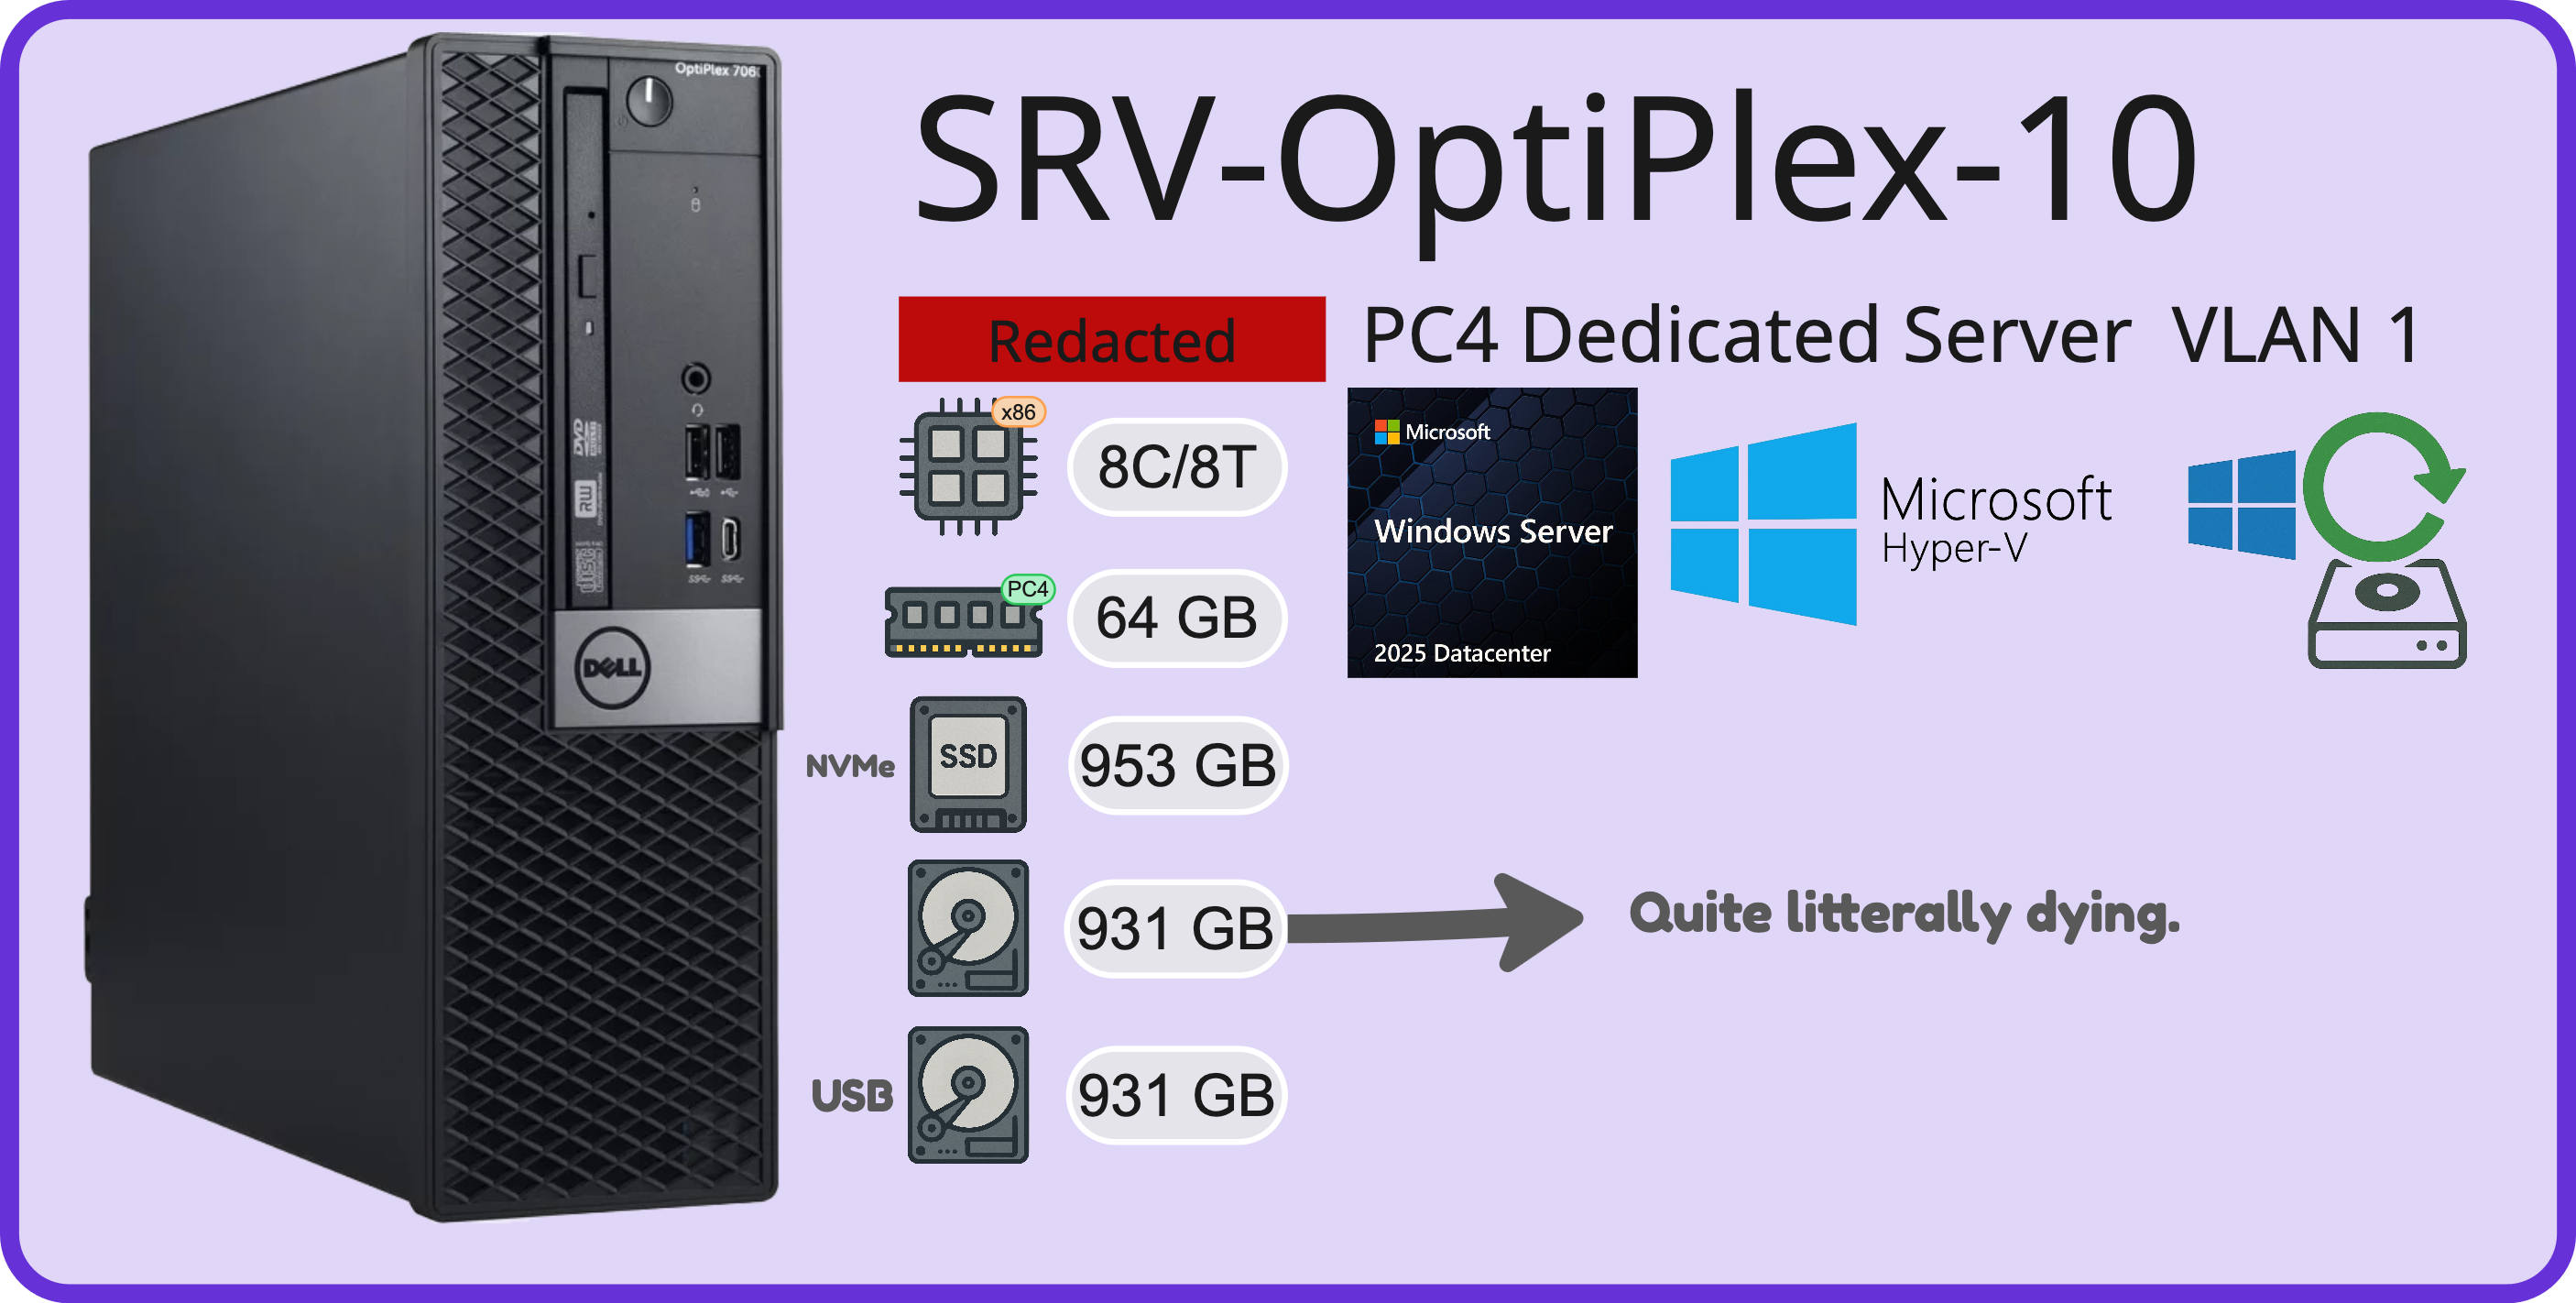 OptiPlex 706
SRV-OptiPlex-10
Redacted
PC4 Dedicated Server
VLAN 1
x86
8C/8T
Microsoft
Windows Server
2025 Datacenter
Microsoft
Hyper-V
PC4
64 GB
NVMe
SSD
953 GB
931 GB
Quite litterally dying.
USB
931 GB
DVD
RW
disc
DELL